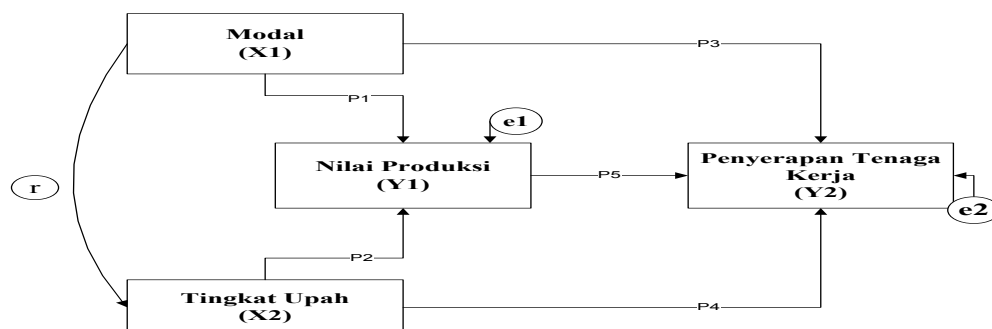 Modal
(X1)
P3
P1
e1
Nilai Produksi
(Y1)
P5
Penyerapan Tenaga
Kerja
(Y2)
r
e2
P2
Tingkat Upah
(X2)
P4